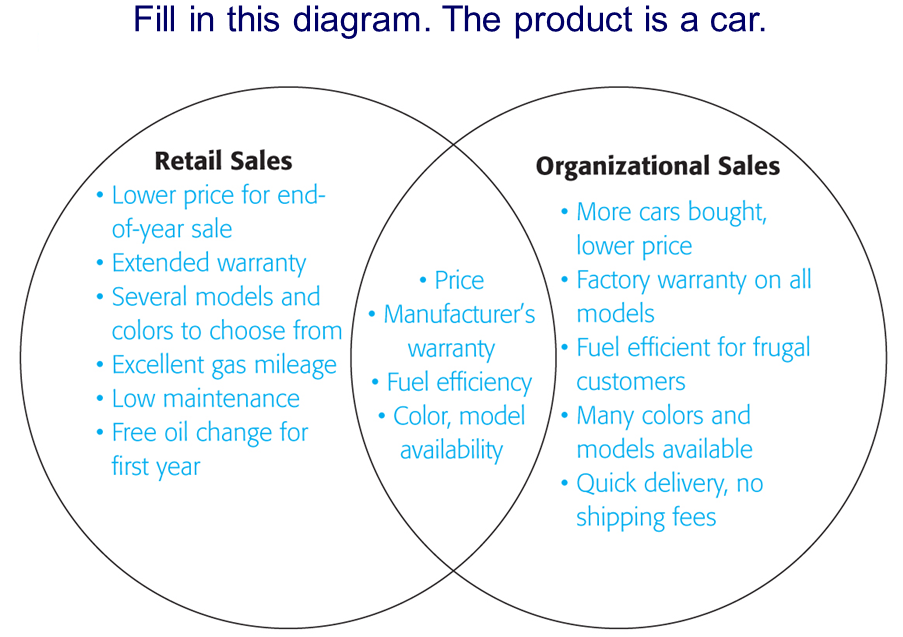 Fill in this diagram. The product is a car.
Retail Sales
• Lower price for end-
of-year sale
• Extended warranty
• Several models and
colors to choose from
• Excellent gas mileage
• Low maintenance
• Free oil change for
first year
• Price
• Manufacturer’s
warranty
• Fuel efficiency
• Color, model
availability
Organizational Sales
• More cars bought,
lower price
• Factory warranty on all
models
• Fuel efficient for frugal
customers
• Many colors and
models available
• Quick delivery, no
shipping fees